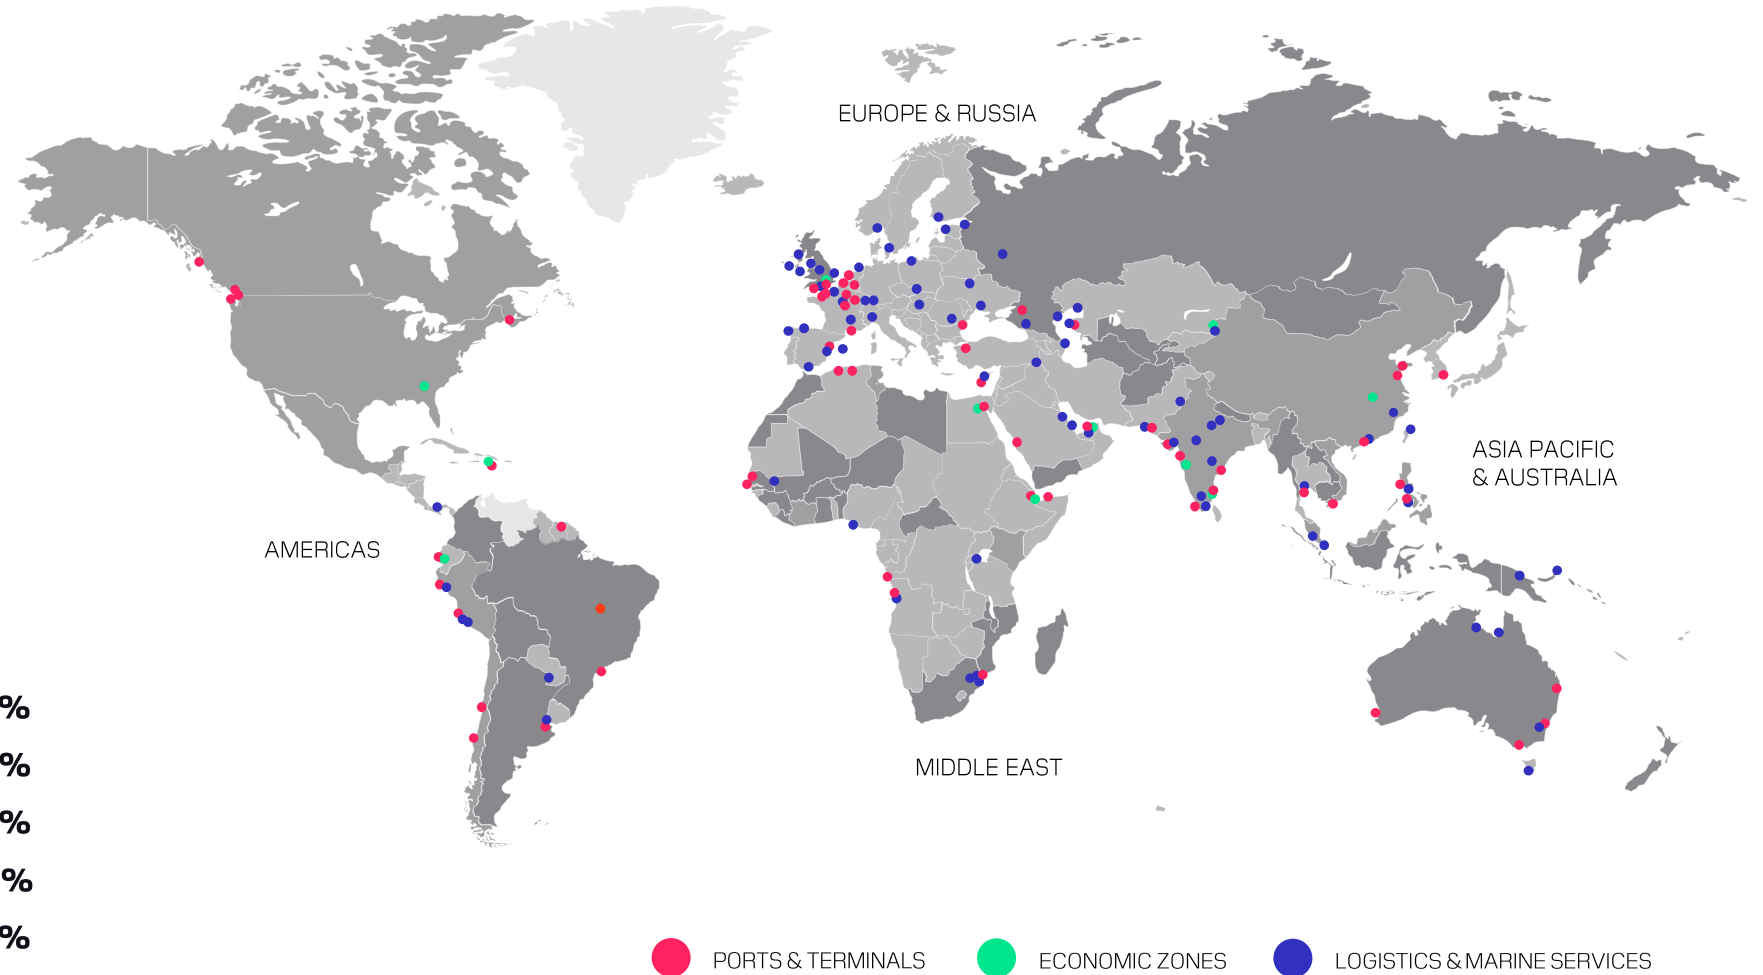 EUROPE & RUSSIA
ASIA PACIFIC
& AUSTRALIA
AMERICAS
MIDDLE EAST
%
%
%
%
%
PORTS & TERMINALS
ECONOMIC ZONES
LOGISTICS & MARINE SERVICES